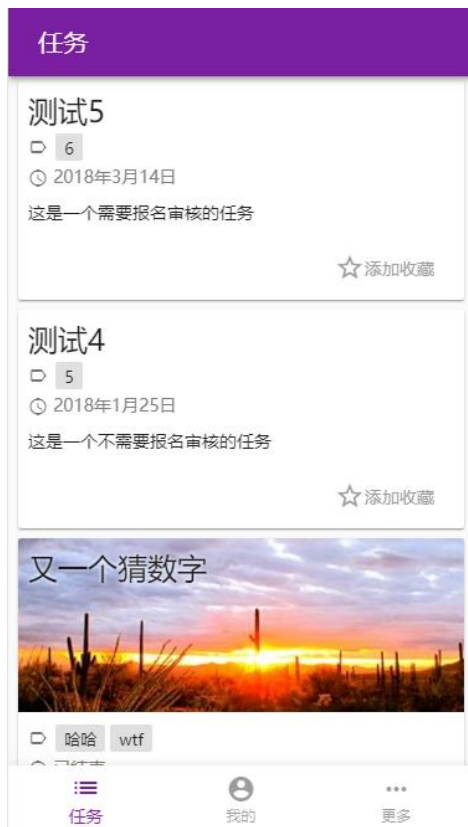 任务
测试5
6
2018年3月14日
这是一个需要报名审核的任务
添加收藏
测试4
5
2018年1月25日
这是一个不需要报名审核的任务
添加收藏
又一个猜数字
哈哈 wtf
已结束
任务 我的 更多